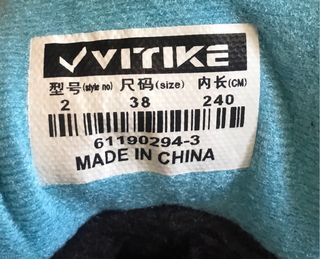 VITIKE
型号(style no) 尺码(size) 内长(CM)
2 38 240
61190294-3
MADE IN CHINA